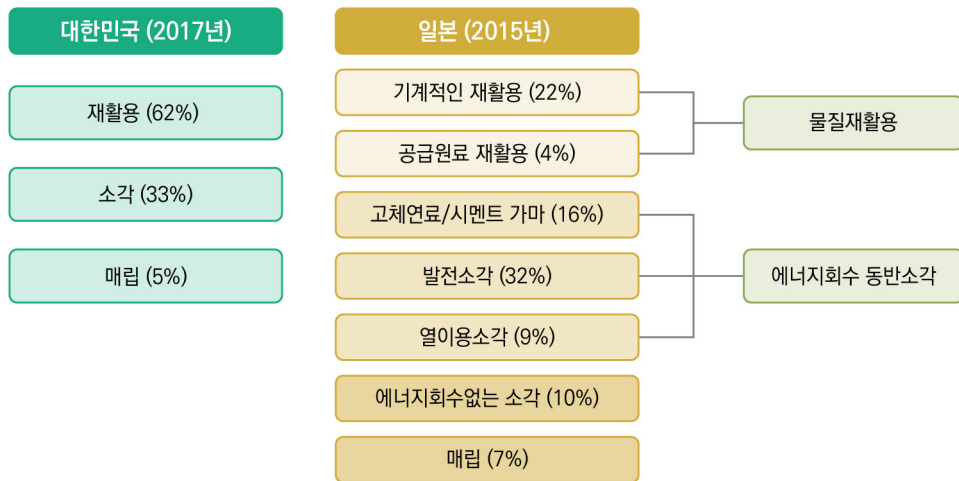 대한민국 (2017년)
재활용 (62%)
소각 (33%)
매립 (5%)
일본 (2015년)
기계적인 재활용 (22%)
공급원료 재활용 (4%)
고체연료/시멘트 가마 (16%)
발전소각 (32%)
열이용소각 (9%)
에너지회수없는 소각 (10%)
매립 (7%)
물질재활용
에너지회수 동반소각